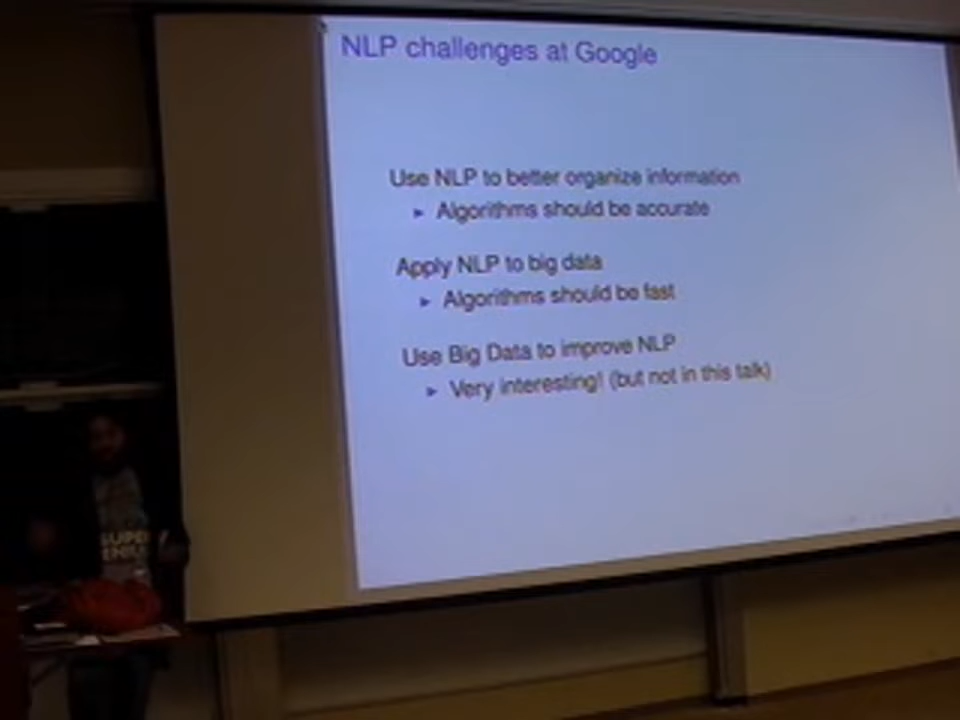 NLP challenges at Google
Use NLP to better organize information
▸ Algorithms should be accurate
Apply NLP to big data
▸ Algorithms should be fast
Use Big Data to improve NLP
▸ Very interesting! (but not in this talk)
SUPER